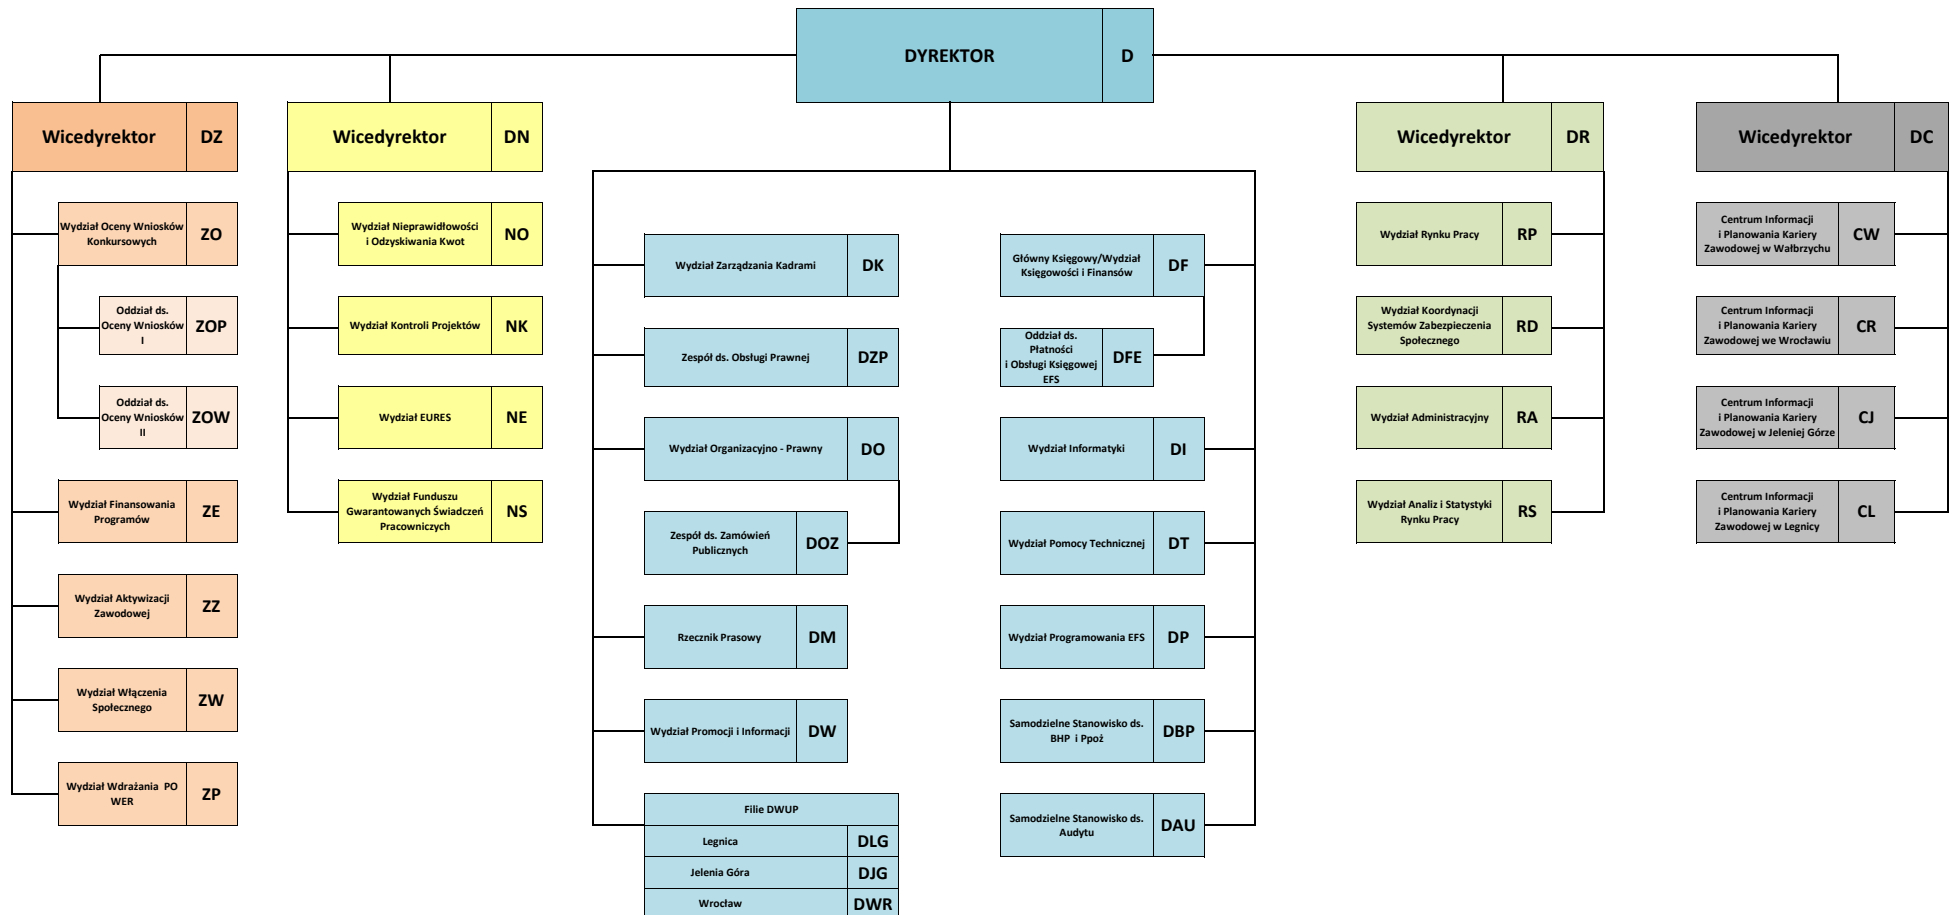 DYREKTOR D
Wicedyrektor DZ
Wydział Oceny Wniosków
Konkursowych
ZO
Oddział ds.
Oceny Wniosków
I
ZOP
Oddział ds.
Oceny Wniosków
II
ZOW
Wydział Finansowania
Programów
ZE
Wydział Aktywizacji
Zawodowej
ZZ
Wydział Włączenia
Społecznego
ZW
Wydział Wdrażania PO
WER
ZP
Wicedyrektor DN
Wydział Nieprawidłowości
i Odzyskiwania Kwot
NO
Wydział Kontroli Projektów NK
Wydział EURES NE
Wydział Funduszu
Gwarantowanych Świadczeń
Pracowniczych
NS
Wydział Zarządzania Kadrami DK
Zespół ds. Obsługi Prawnej DZP
Wydział Organizacyjno - Prawny DO
Zespół ds. Zamówień
Publicznych
DOZ
Rzecznik Prasowy DM
Wydział Promocji i Informacji DW
Filie DWUP
Legnica DLG
Jelenia Góra DJG
Wrocław DWR
Główny Księgowy/Wydział
Księgowości i Finansów
DF
Oddział ds.
Płatności
i Obsługi Księgowej
EFS
DFE
Wydział Informatyki DI
Wydział Pomocy Technicznej DT
Wydział Programowania EFS DP
Samodzielne Stanowisko ds.
BHP i Ppoż
DBP
Samodzielne Stanowisko ds.
Audytu
DAU
Wicedyrektor DR
Wydział Rynku Pracy RP
Wydział Koordynacji
Systemów Zabezpieczenia
Społecznego
RD
Wydział Administracyjny RA
Wydział Analiz i Statystyki
Rynku Pracy
RS
Wicedyrektor DC
Centrum Informacji
i Planowania Kariery
Zawodowej w Wałbrzychu
CW
Centrum Informacji
i Planowania Kariery
Zawodowej we Wrocławiu
CR
Centrum Informacji
i Planowania Kariery
Zawodowej w Jeleniej Górze
CJ
Centrum Informacji
i Planowania Kariery
Zawodowej w Legnicy
CL